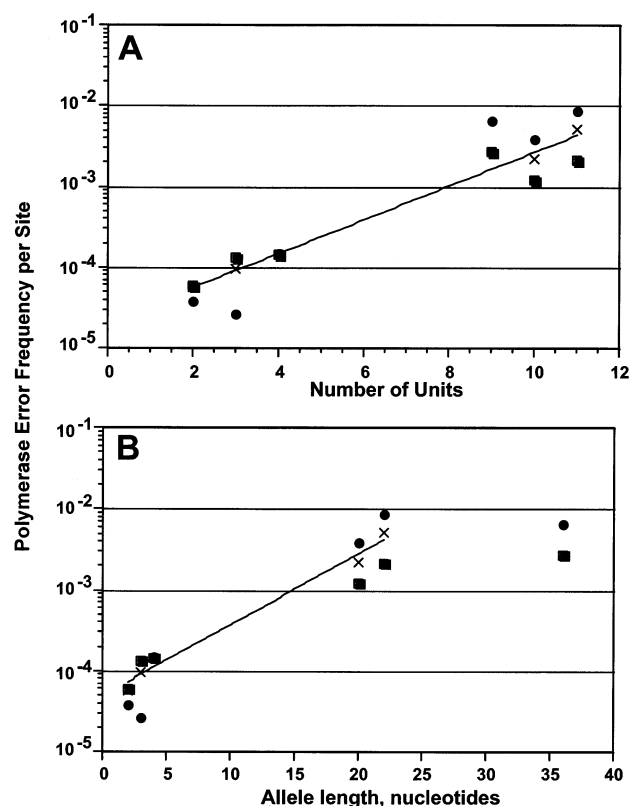 Polymerase Error Frequency per Site
A
10-1
10-2
10-3
10-4
10-5
0 2 4 6 8 10 12
Number of Units
B
10-1
10-2
10-3
10-4
10-5
0 5 10 15 20 25 30 35 40
Allele length, nucleotides